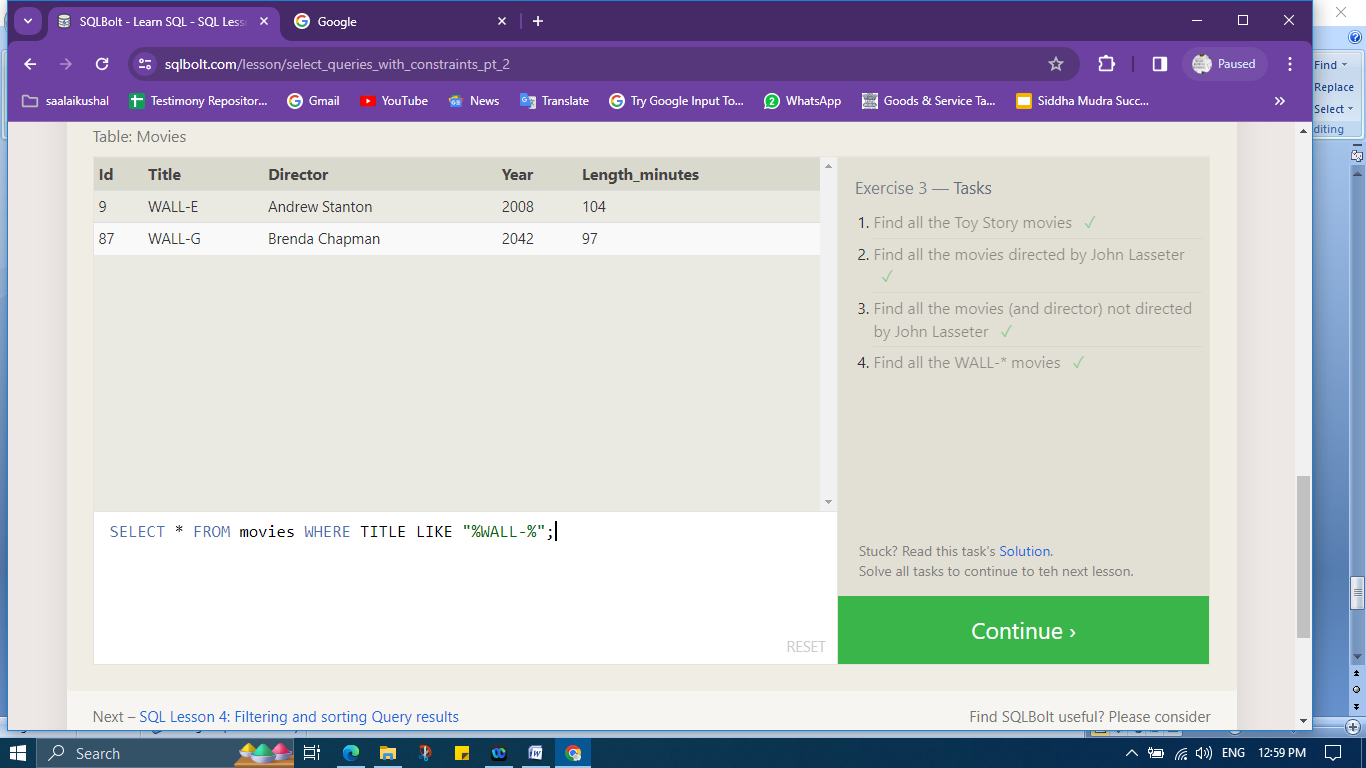 SQLBolt - Learn SQL - SQL Less
Google
sqlbolt.com/lesson/select_queries_with_constraints_pt_2
Paused
saalaikushal
Testimony Repositor...
Gmail
YouTube
News
Translate
Try Google Input To...
WhatsApp
Goods & Service Ta...
Siddha Mudra Succ...
»
Find
Replace
Select
diting
Table: Movies
Id Title Director Year Length_minutes
9 WALL-E Andrew Stanton 2008 104
87 WALL-G Brenda Chapman 2042 97
Exercise 3 — Tasks
1. Find all the Toy Story movies ✓
2. Find all the movies directed by John Lasseter
✓
3. Find all the movies (and director) not directed
by John Lasseter ✓
4. Find all the WALL-* movies ✓
SELECT * FROM movies WHERE TITLE LIKE "%WALL-%";
RESET
Stuck? Read this task's Solution.
Solve all tasks to continue to teh next lesson.
Continue ›
Next – SQL Lesson 4: Filtering and sorting Query results
Find SQLBolt useful? Please consider
Search
ENG
12:59 PM